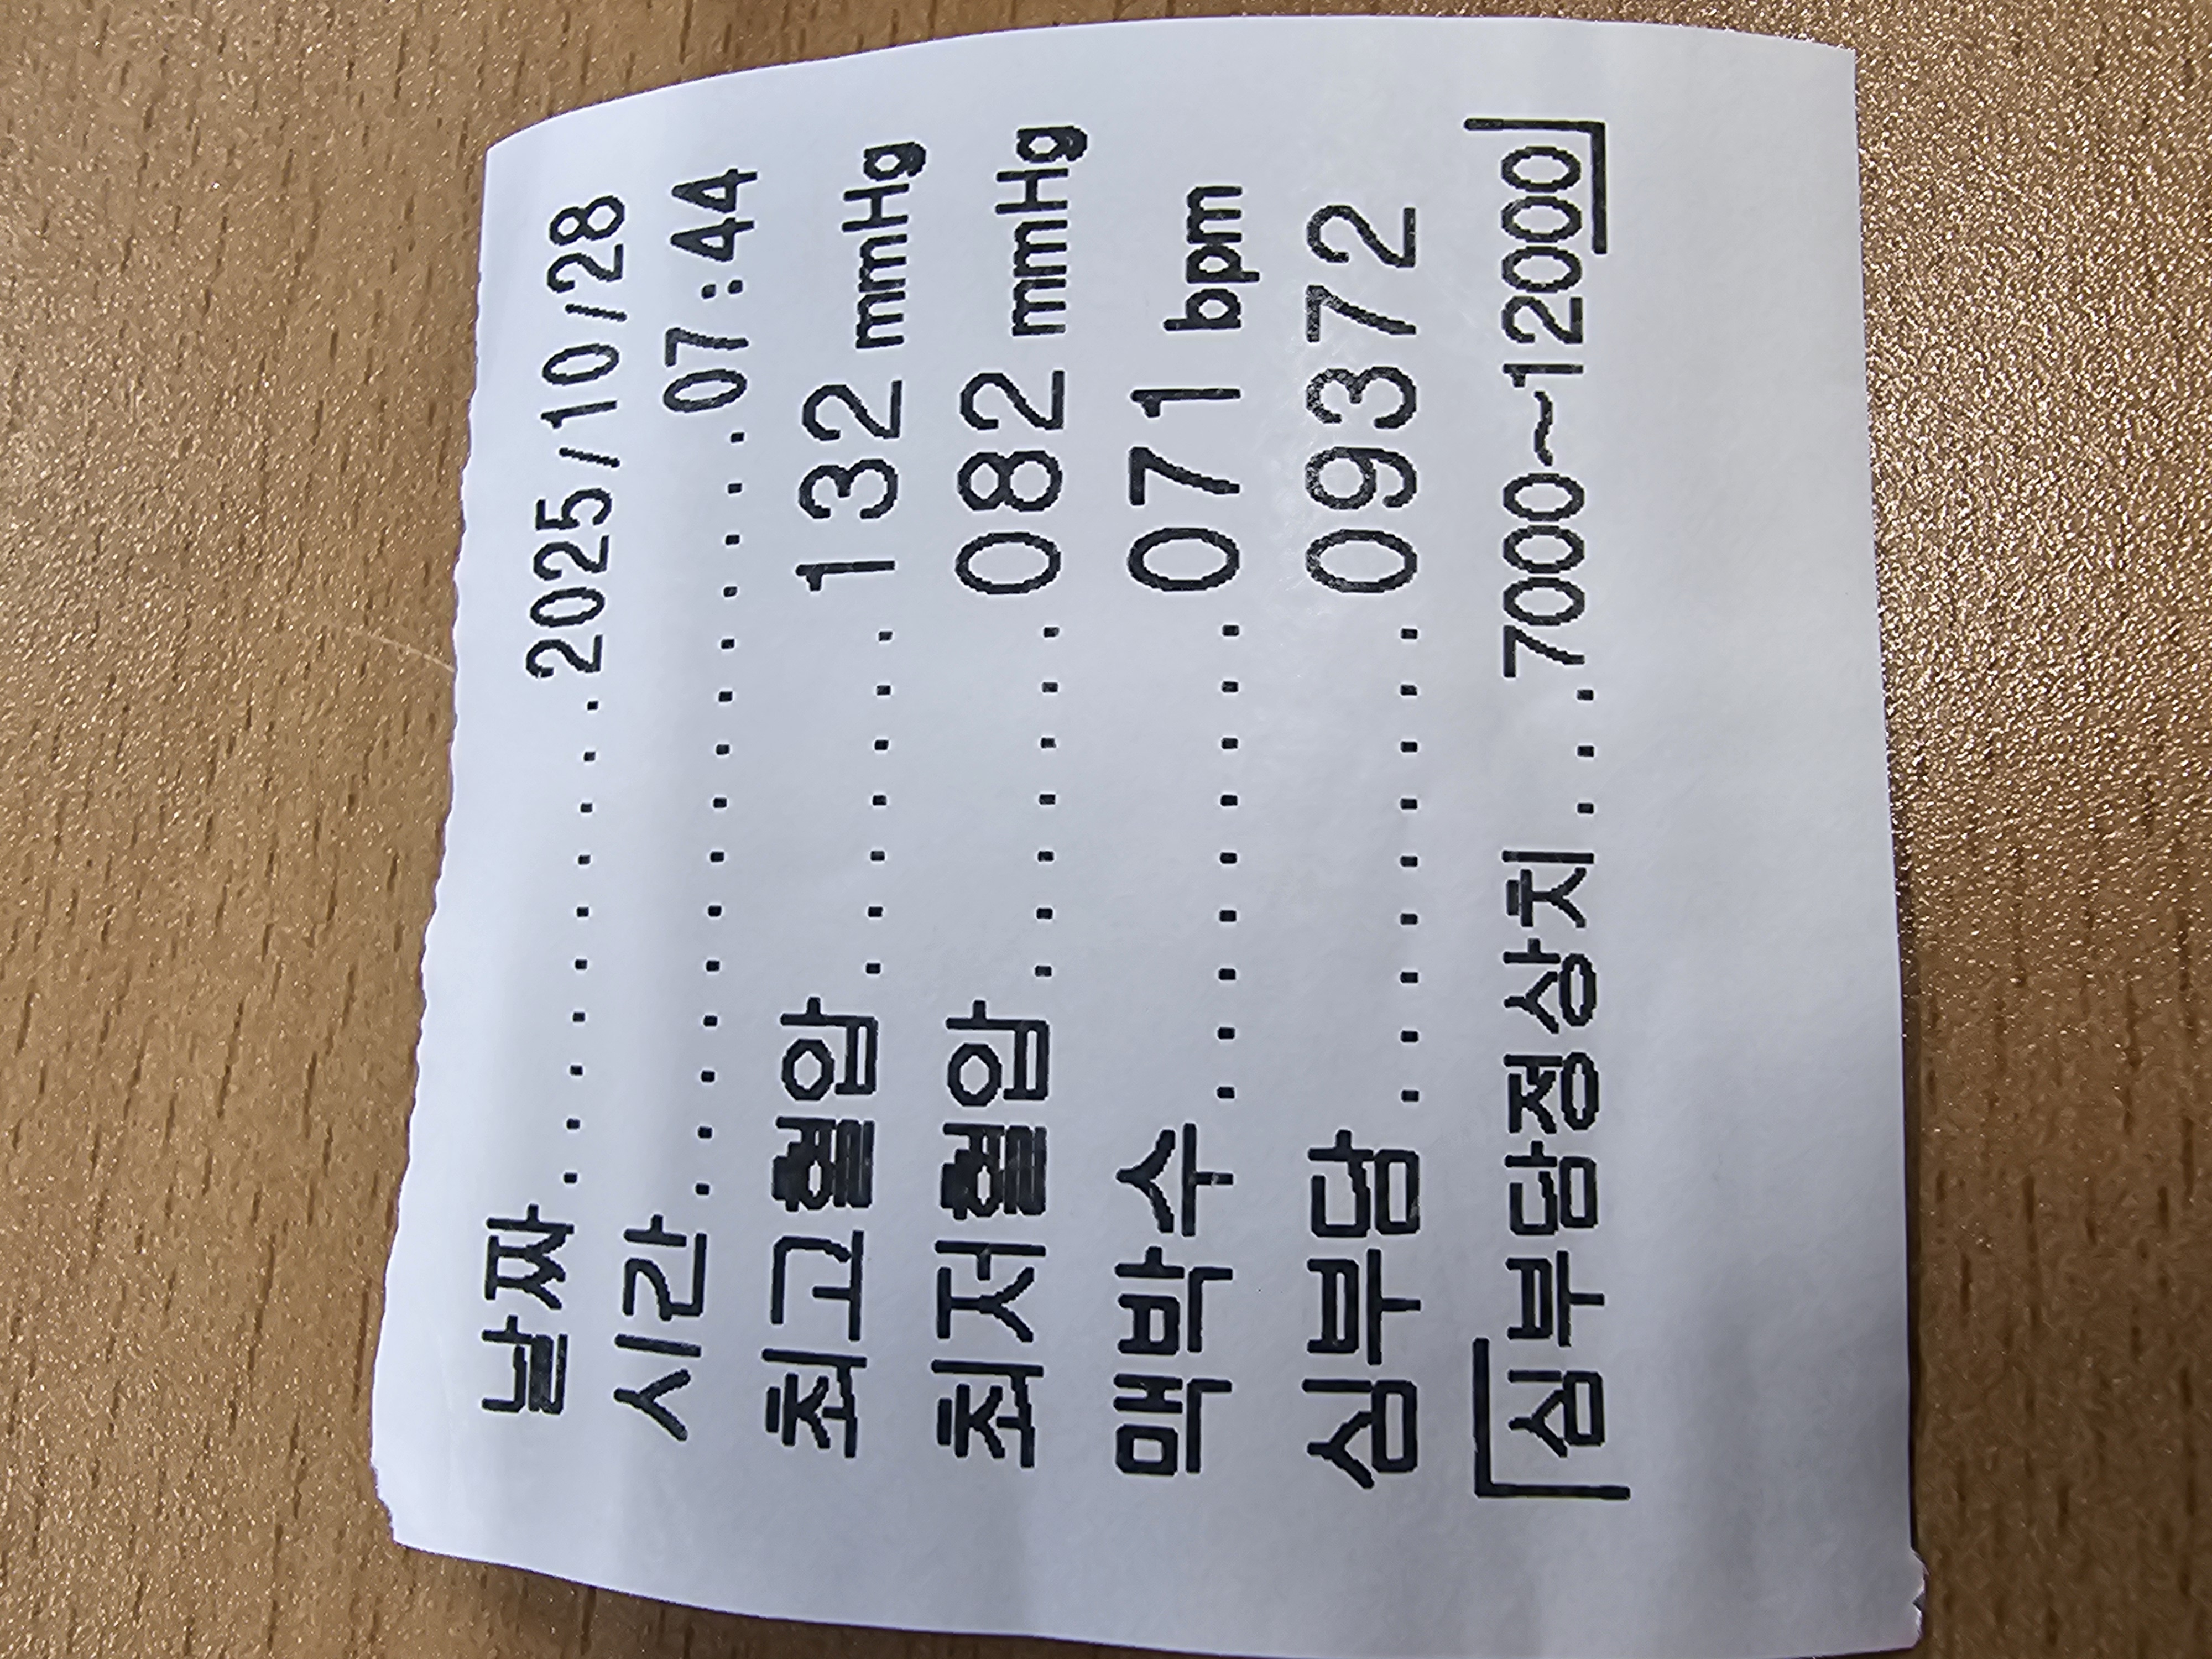 날짜..............2025/10/28
시간...............07:44
최고혈압.......132 mmHg
최저혈압.......082 mmHg
맥박수.........071 bpm
심부담.........09372
「심부담정상치...7000~12000」